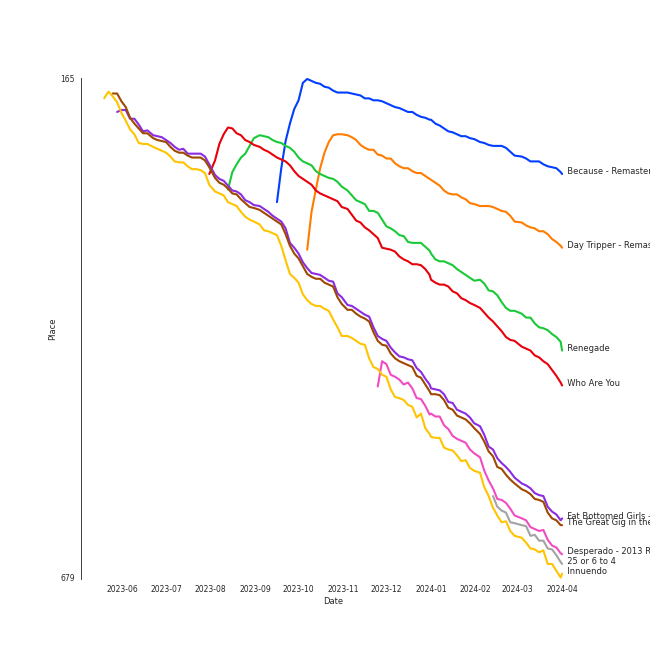 165
Because - Remaster
Day Tripper - Remas
Place
Renegade
Who Are You
Fat Bottomed Girls -
The Great Gig in the
Desperado - 2013 R
25 or 6 to 4
Innuendo
679
2023-06 2023-07 2023-08 2023-09 2023-10 2023-11 2023-12 2024-01 2024-02 2024-03 2024-04
Date